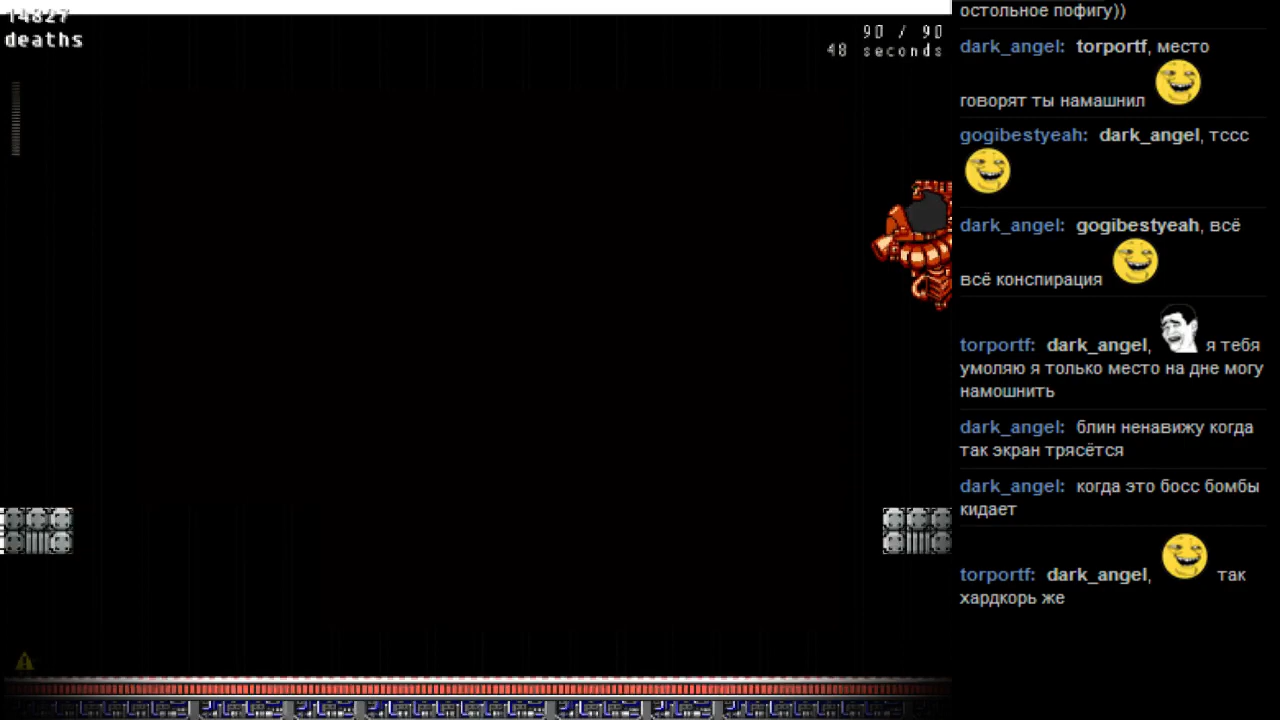 14827
deaths
90 / 90
48 seconds
остольное пофигу))
dark_angel: torportf, место
говорят ты намашнил
gogibestyeah: dark_angel, тссс
dark_angel: gogibestyeah, всё
всё конспирация
torportf: dark_angel, я тебя
умоляю я только место на дне могу
намошнить
dark_angel: блин ненавижу когда
так экран трясётся
dark_angel: когда это босс бомбы
кидает
torportf: dark_angel, так
хардкорь же